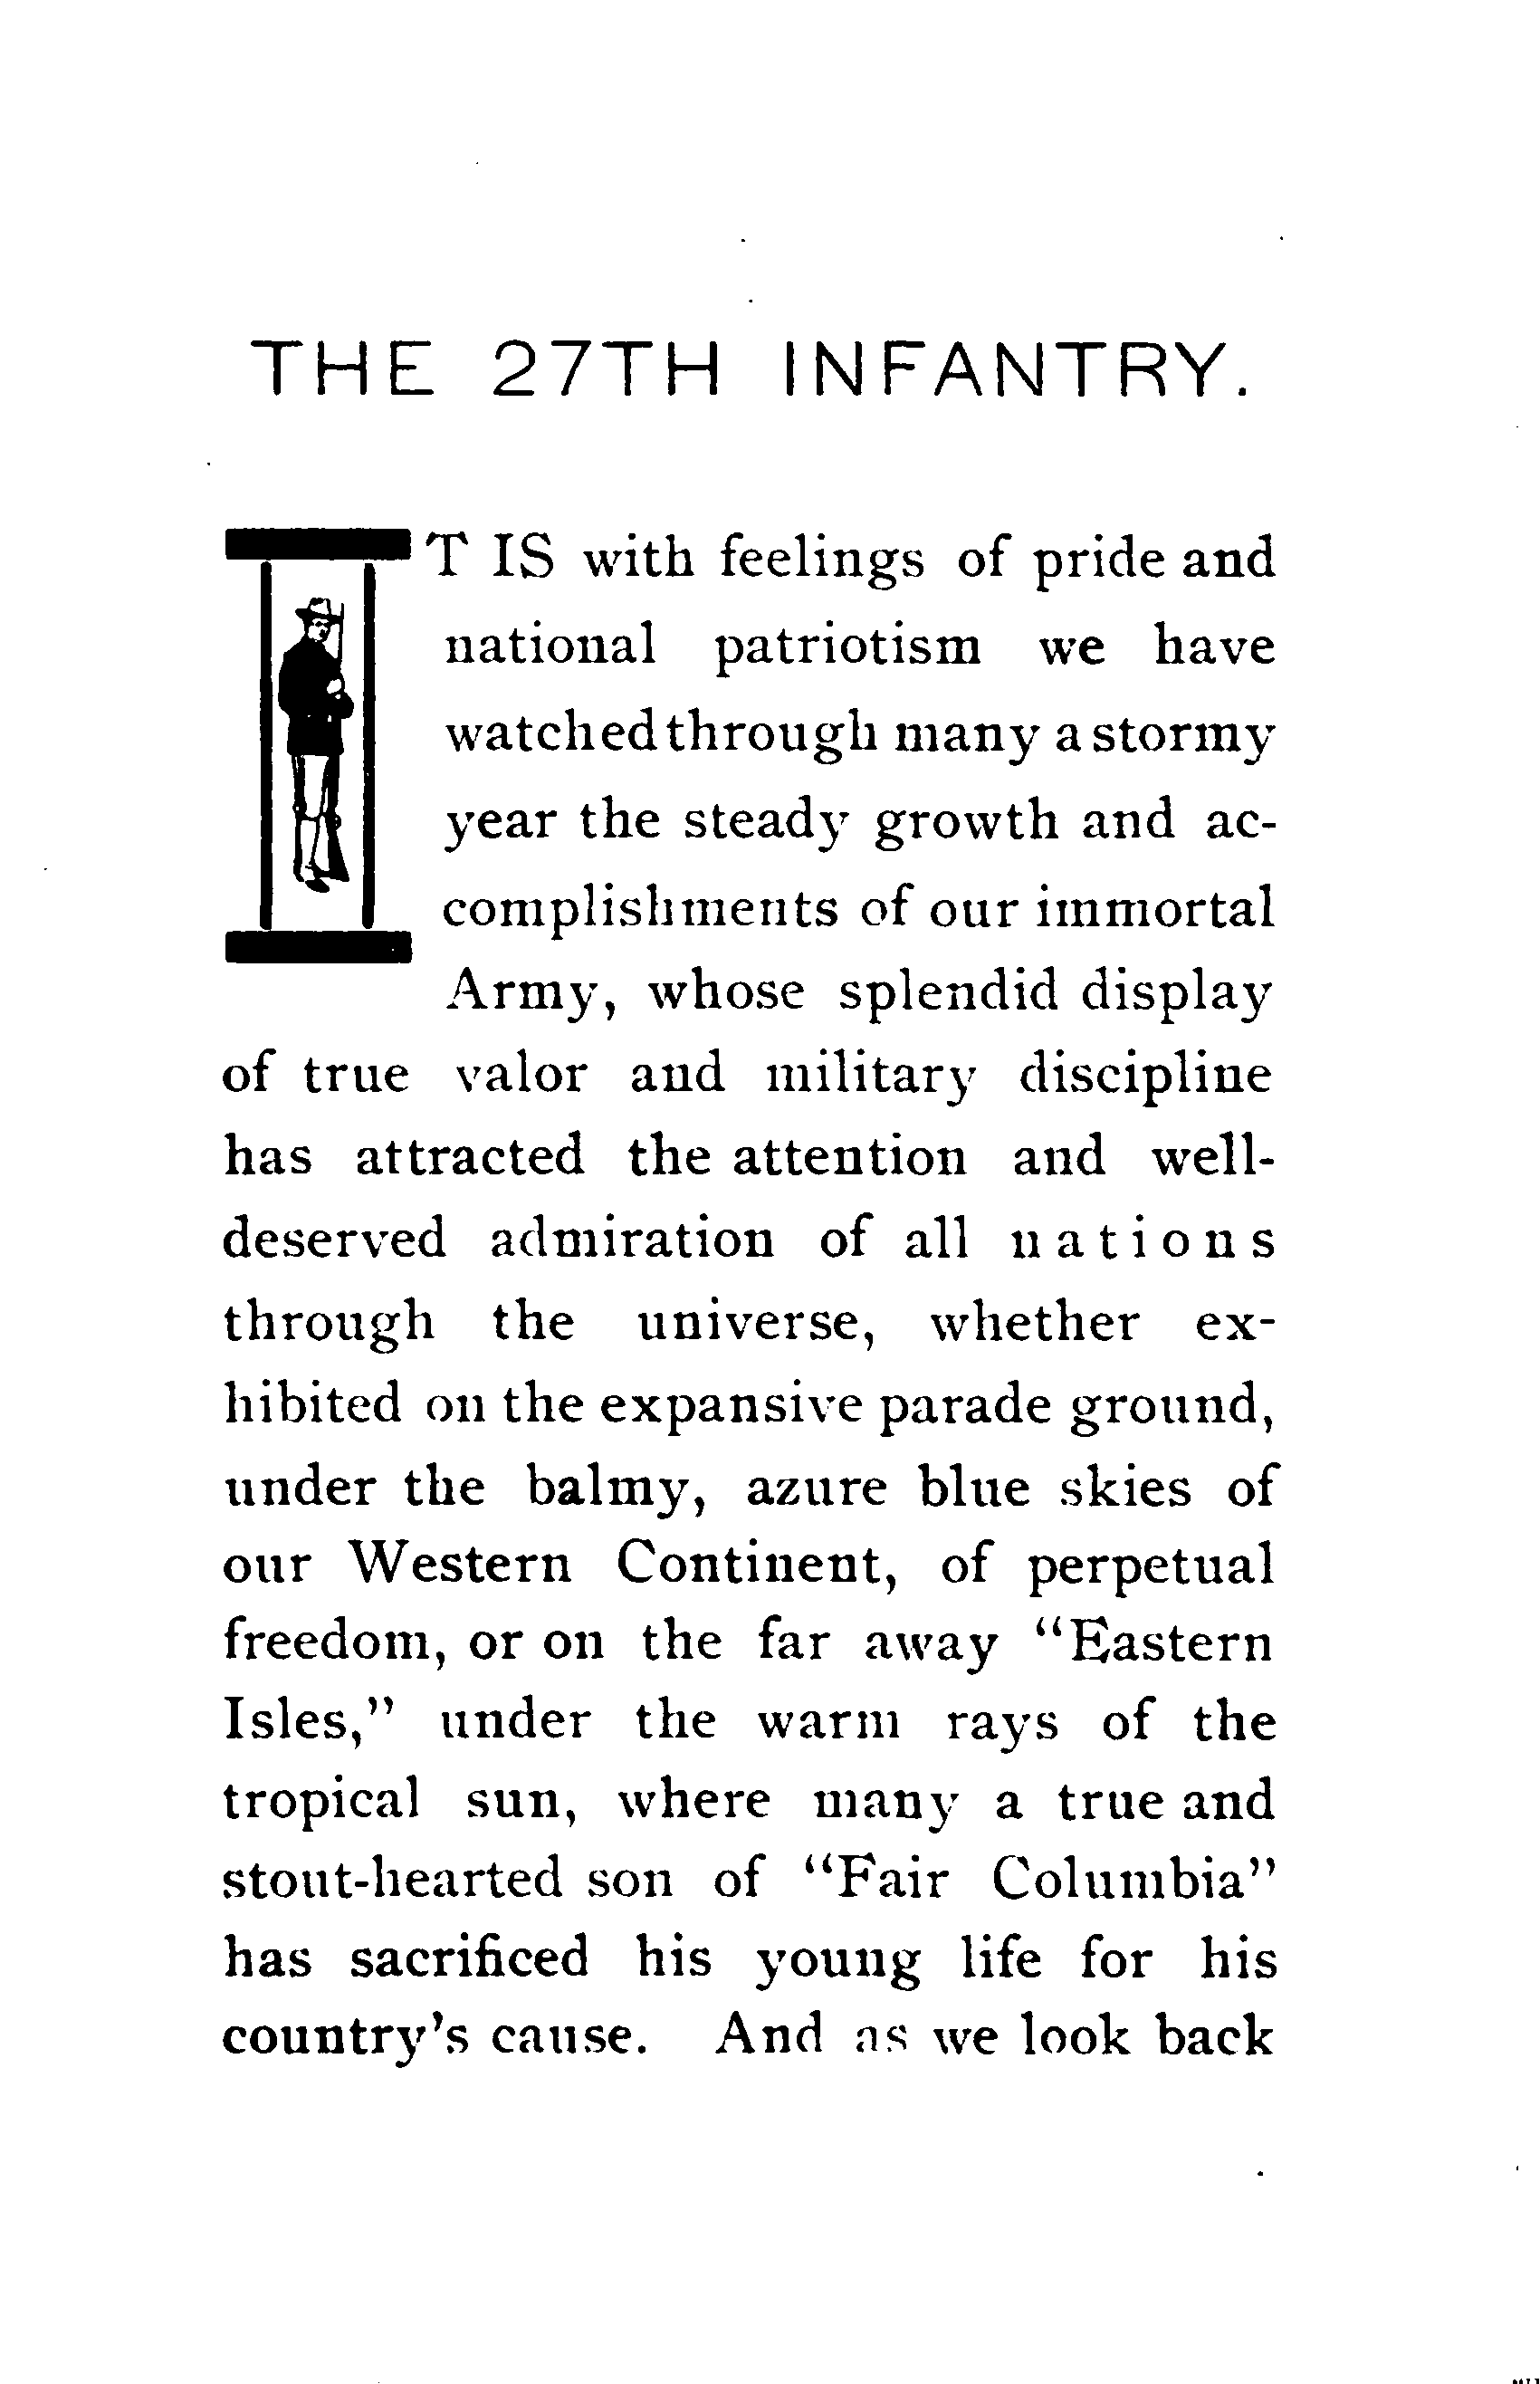 THE 27TH INFANTRY.
IT IS with feelings of pride and
national patriotism we have
watched through many a stormy
year the steady growth and ac-
complishments of our immortal
Army, whose splendid display
of true valor and military discipline
has attracted the attention and well-
deserved admiration of all nations
through the universe, whether ex-
hibited on the expansive parade ground,
under the balmy, azure blue skies of
our Western Continent, of perpetual
freedom, or on the far away “Eastern
Isles,” under the warm rays of the
tropical sun, where many a true and
stout-hearted son of “Fair Columbia”
has sacrificed his young life for his
country’s cause. And as we look back